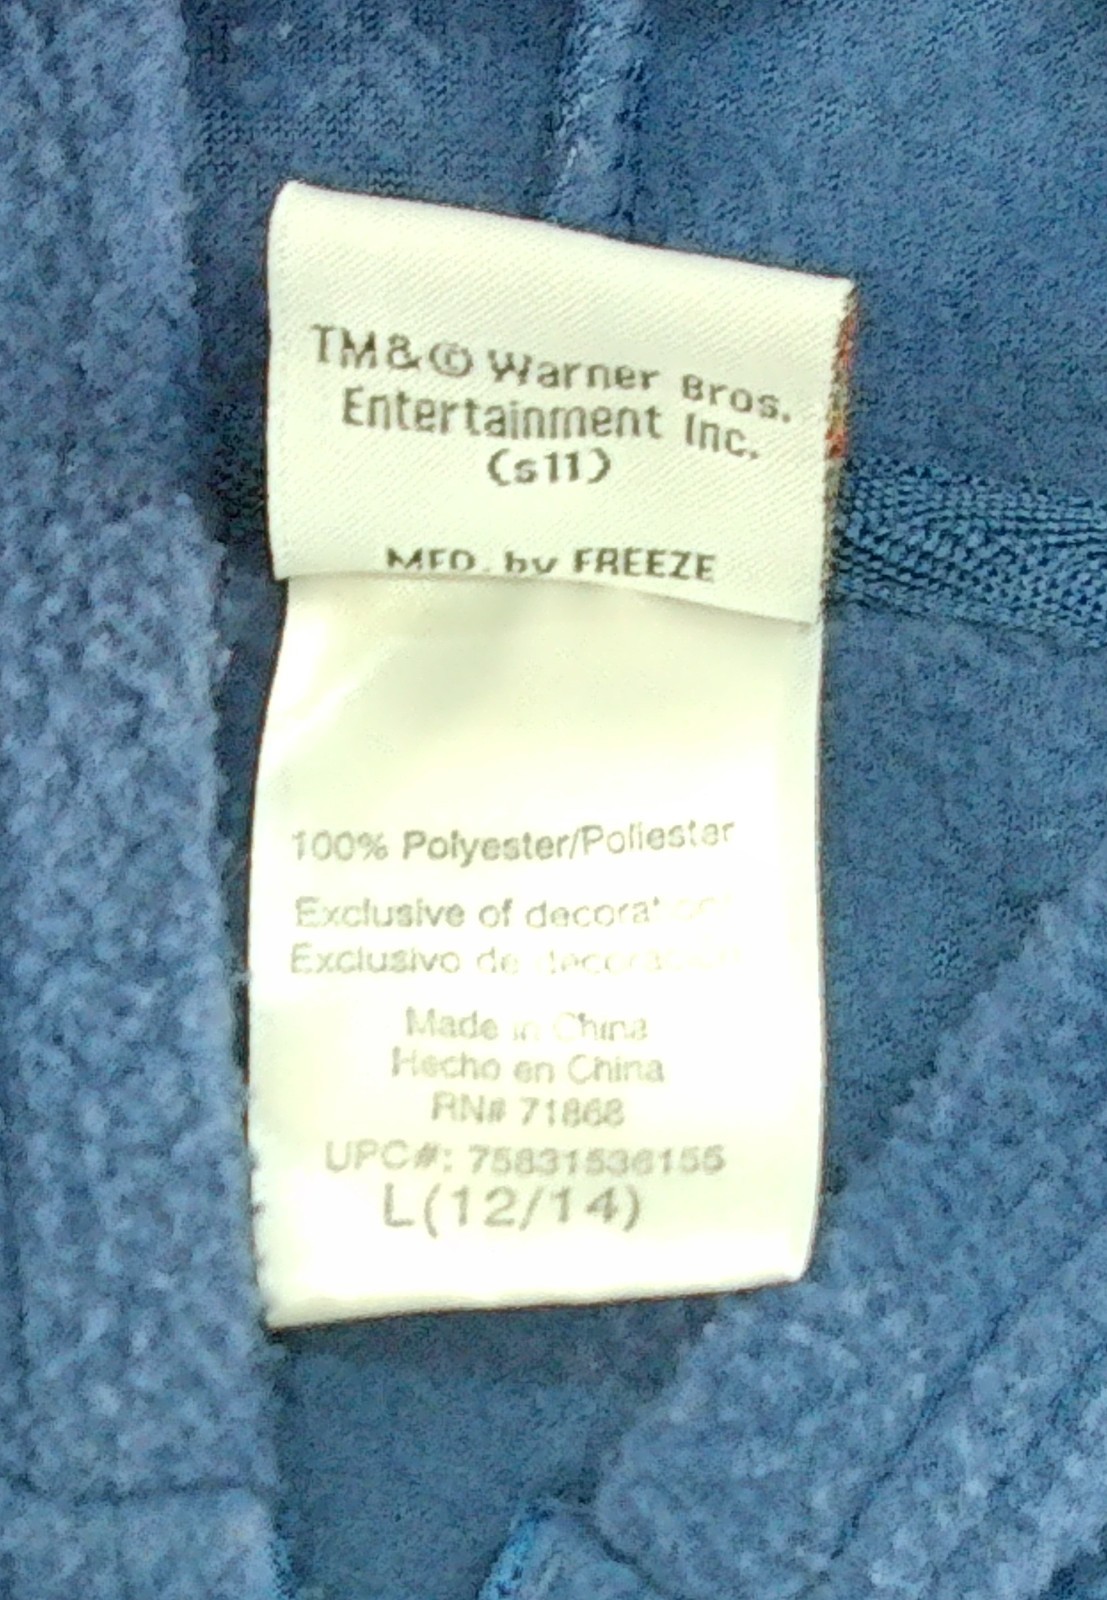 TM&© Warner Bros.
Entertainment Inc.
(s11)
MFD. by FREEZE
100% Polyester/Poliester
Exclusive of
Exclusivo de
Made in China
Hecho en China
RN# 71868
UPC#:
L(12/14)